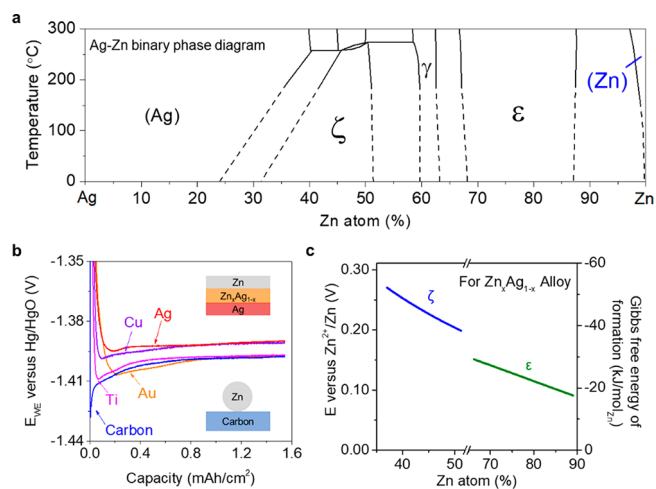 a
Ag-Zn binary phase diagram
Temperature (°C)
300
200
100
0
(Ag)
ζ
γ
ε
(Zn)
Ag 10 20 30 40 50 60 70 80 90 Zn
Zn atom (%)
b
E_WE versus Hg/HgO (V)
-1.35
-1.38
-1.41
-1.44
Zn
ZnₓAg₁₋ₓ
Ag
Cu
Ag
Ti
Au
Carbon
Zn
Carbon
0.0 0.4 0.8 1.2 1.6
Capacity (mAh/cm²)
c
For ZnₓAg₁₋ₓ Alloy
E versus Zn²⁺/Zn (V)
0.30
0.20
0.10
0.00
ζ
ε
-60
-40
-20
0
Gibbs free energy of
formation (kJ/mol_Zn)
40 50 70 80 90
Zn atom (%)